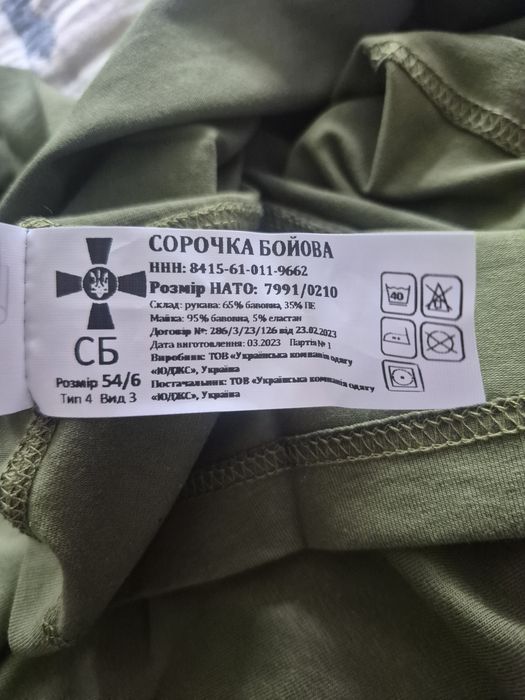 СОРОЧКА БОЙОВА
ННН: 8415-61-011-9662
Розмір НАТО: 7991/0210
Склад: рукава: 65% бавовна, 35% ПЕ
Майка: 95% бавовна, 5% еластан
Договір №: 286/3/23/126 від 23.02.2023
Дата виготовлення : 03.2023 Партія № 1
Виробник: ТОВ «Українська компанія одягу
«ЮДЖС», Україна
Постачальник: ТОВ «Українська компанія одягу
«ЮДЖС», Україна
СБ
Розмір 54/6
Тип 4 Вид 3
40